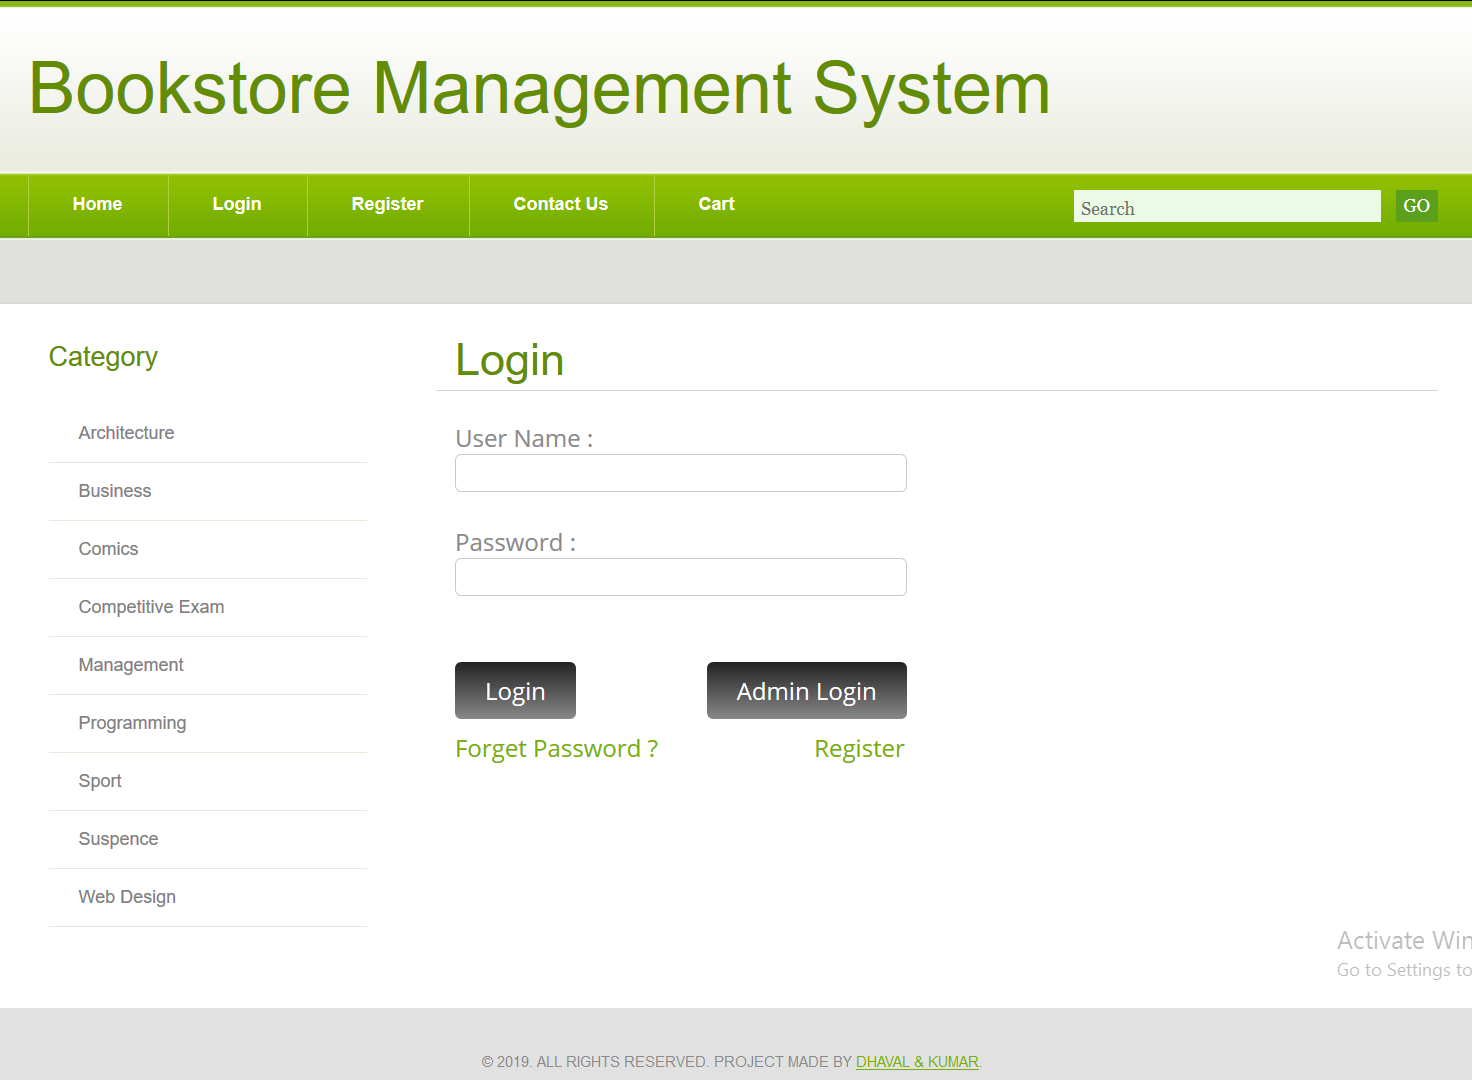 Bookstore Management System
Home Login Register Contact Us Cart Search GO
Category
Architecture
Business
Comics
Competitive Exam
Management
Programming
Sport
Suspence
Web Design
Login
User Name :
Password :
Login Admin Login
Forget Password ? Register
Activate Win
Go to Settings to
© 2019. ALL RIGHTS RESERVED. PROJECT MADE BY DHAVAL & KUMAR.